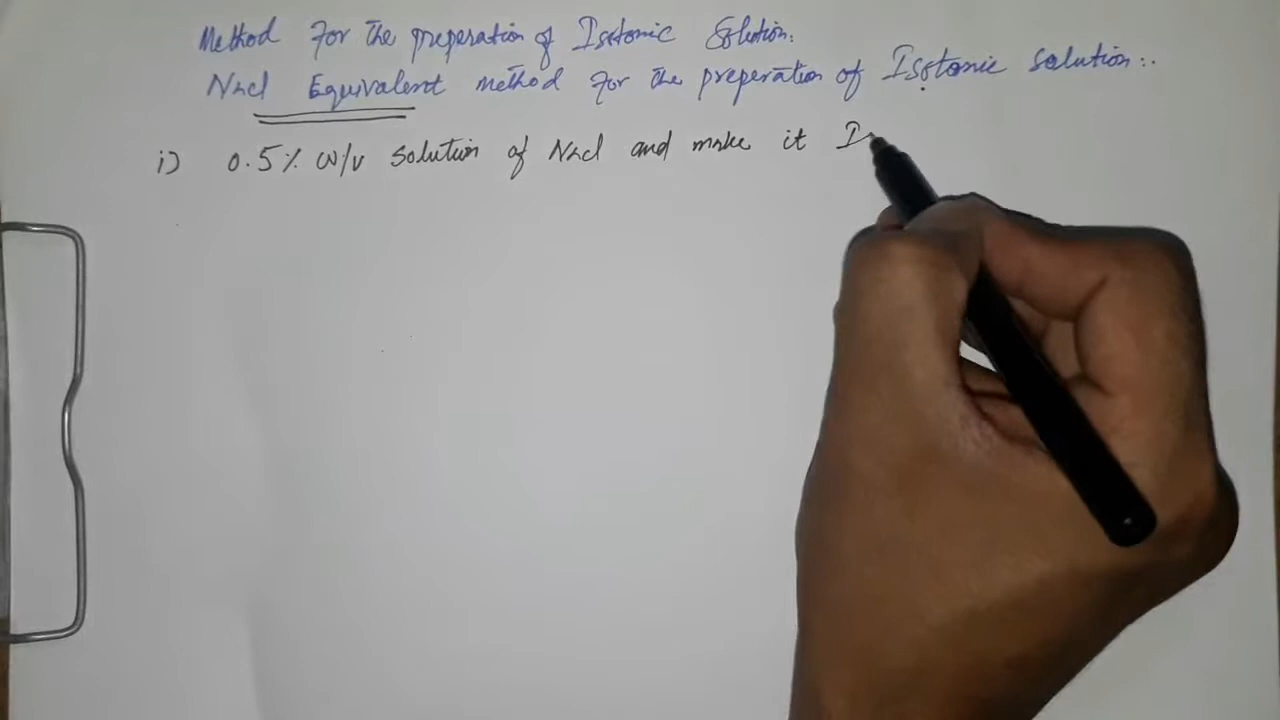 Method For the preperation of Isotonic Solution.
Nacl Equivalent method for the preperation of Isotonic solution:.
i) 0.5% w/v solution of Nacl and make it